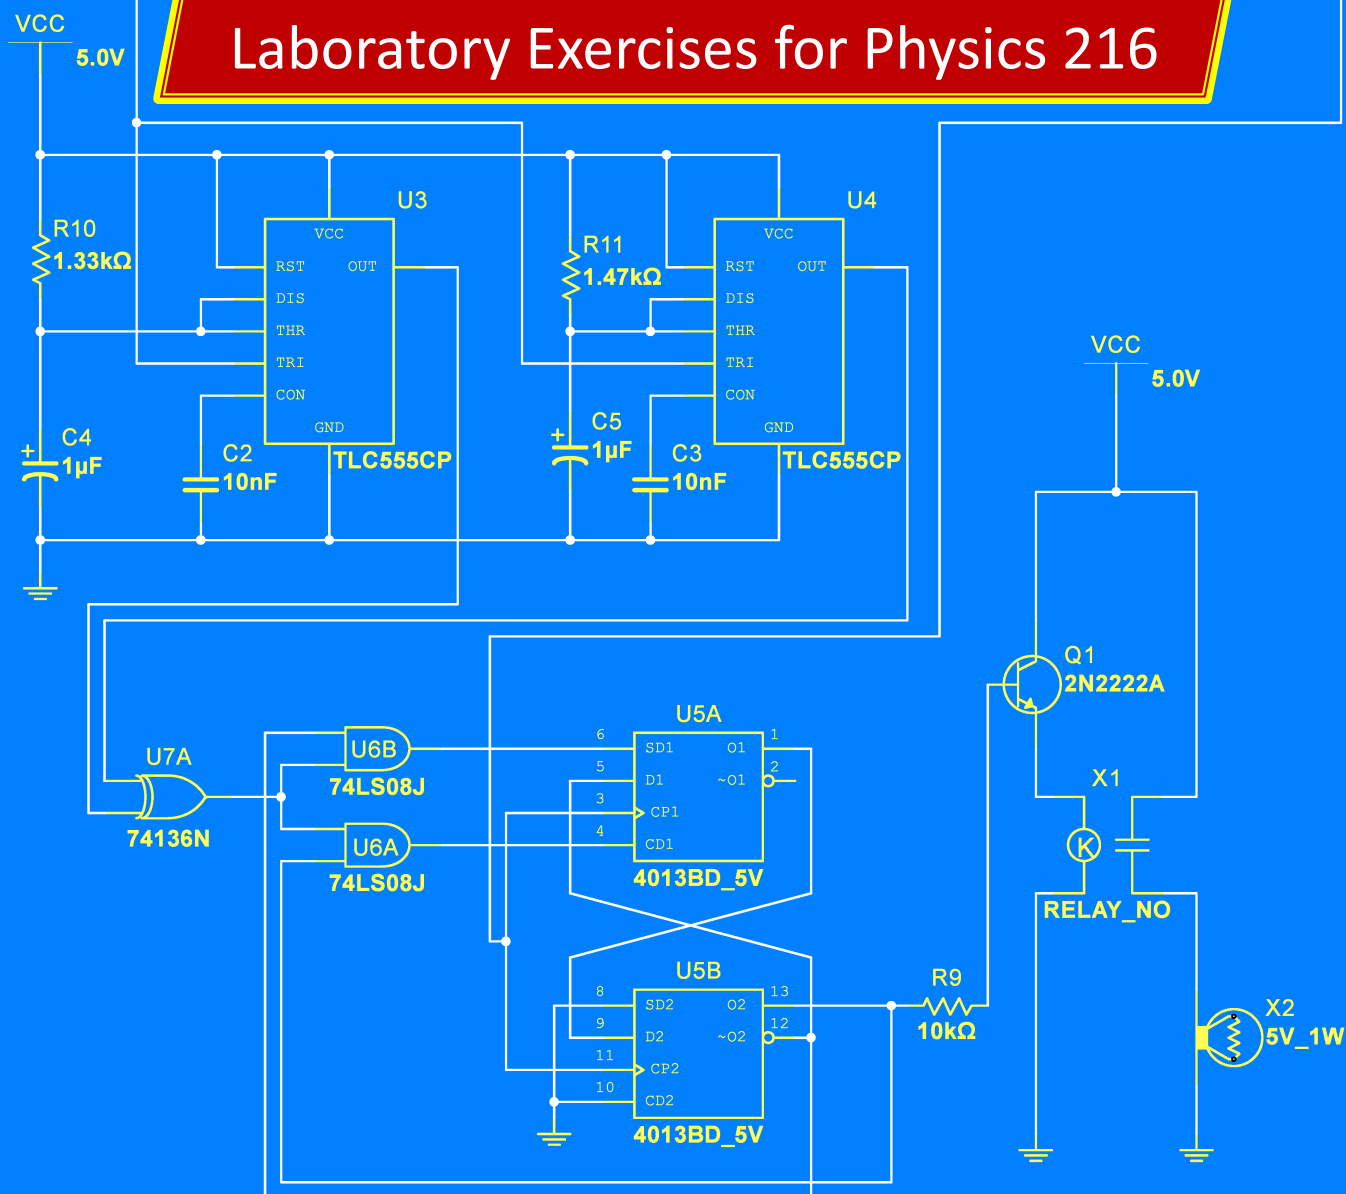 Laboratory Exercises for Physics 216
VCC
5.0V
R10
1.33kΩ
C4
1µF
C2
10nF
U3
VCC
RST
OUT
DIS
THR
TRI
CON
GND
TLC555CP
R11
1.47kΩ
C5
1µF
C3
10nF
U4
VCC
RST
OUT
DIS
THR
TRI
CON
GND
TLC555CP
VCC
5.0V
Q1
2N2222A
X1
K
RELAY_NO
X2
5V_1W
U7A
74136N
U6B
74LS08J
U6A
74LS08J
U5A
6 SD1 O1 1
5 D1 ~O1 2
3 CP1
4 CD1
4013BD_5V
U5B
8 SD2 O2 13
9 D2 ~O2 12
11 CP2
10 CD2
4013BD_5V
R9
10kΩ